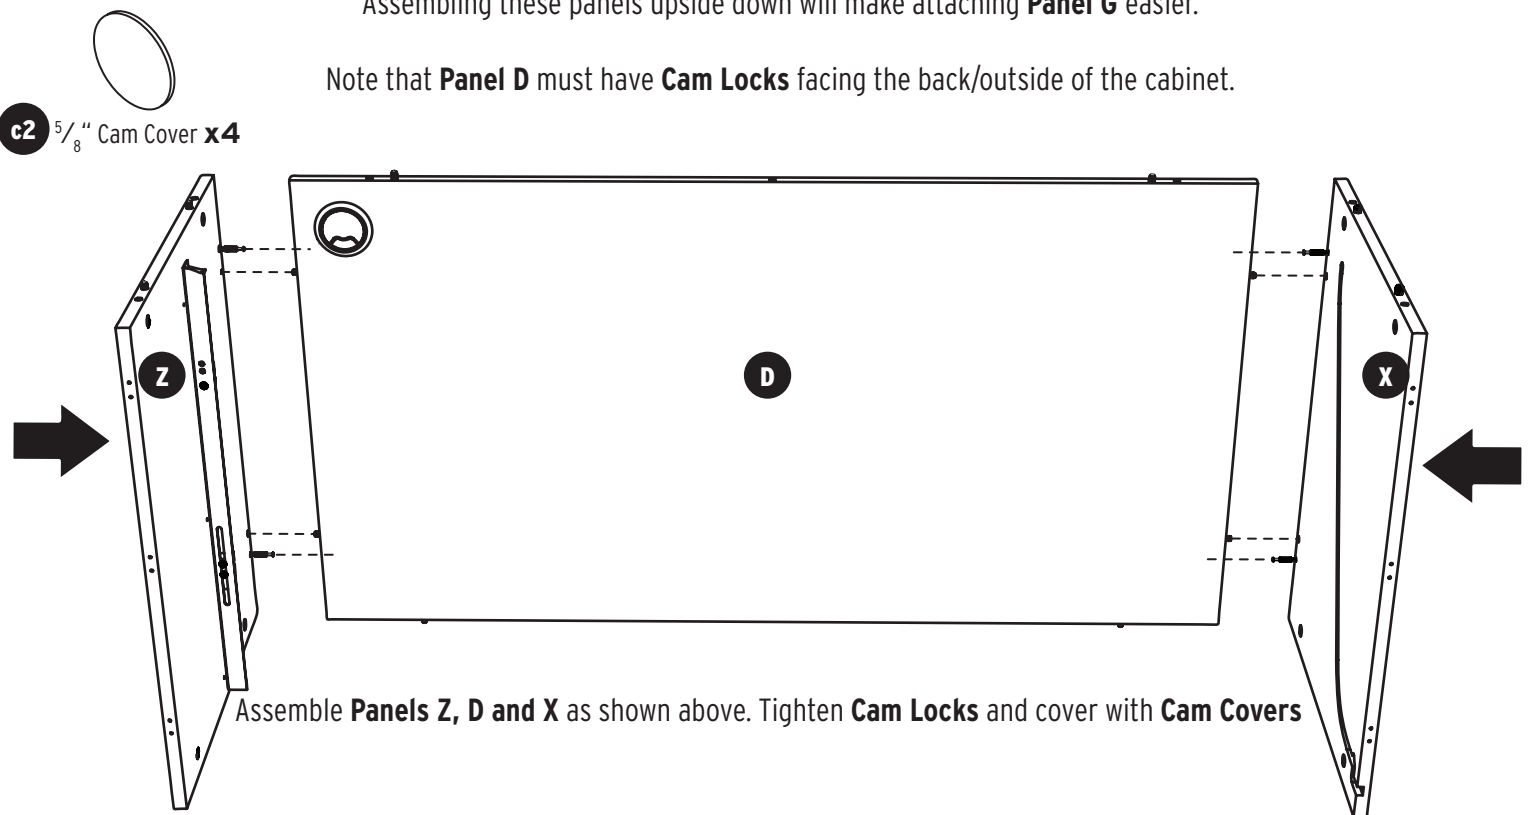 Assembling these panels upside down will make attaching Panel G easier.
Note that Panel D must have Cam Locks facing the back/outside of the cabinet.
c2 5/8“ Cam Cover x4
Z
D
X
Assemble Panels Z, D and X as shown above. Tighten Cam Locks and cover with Cam Covers